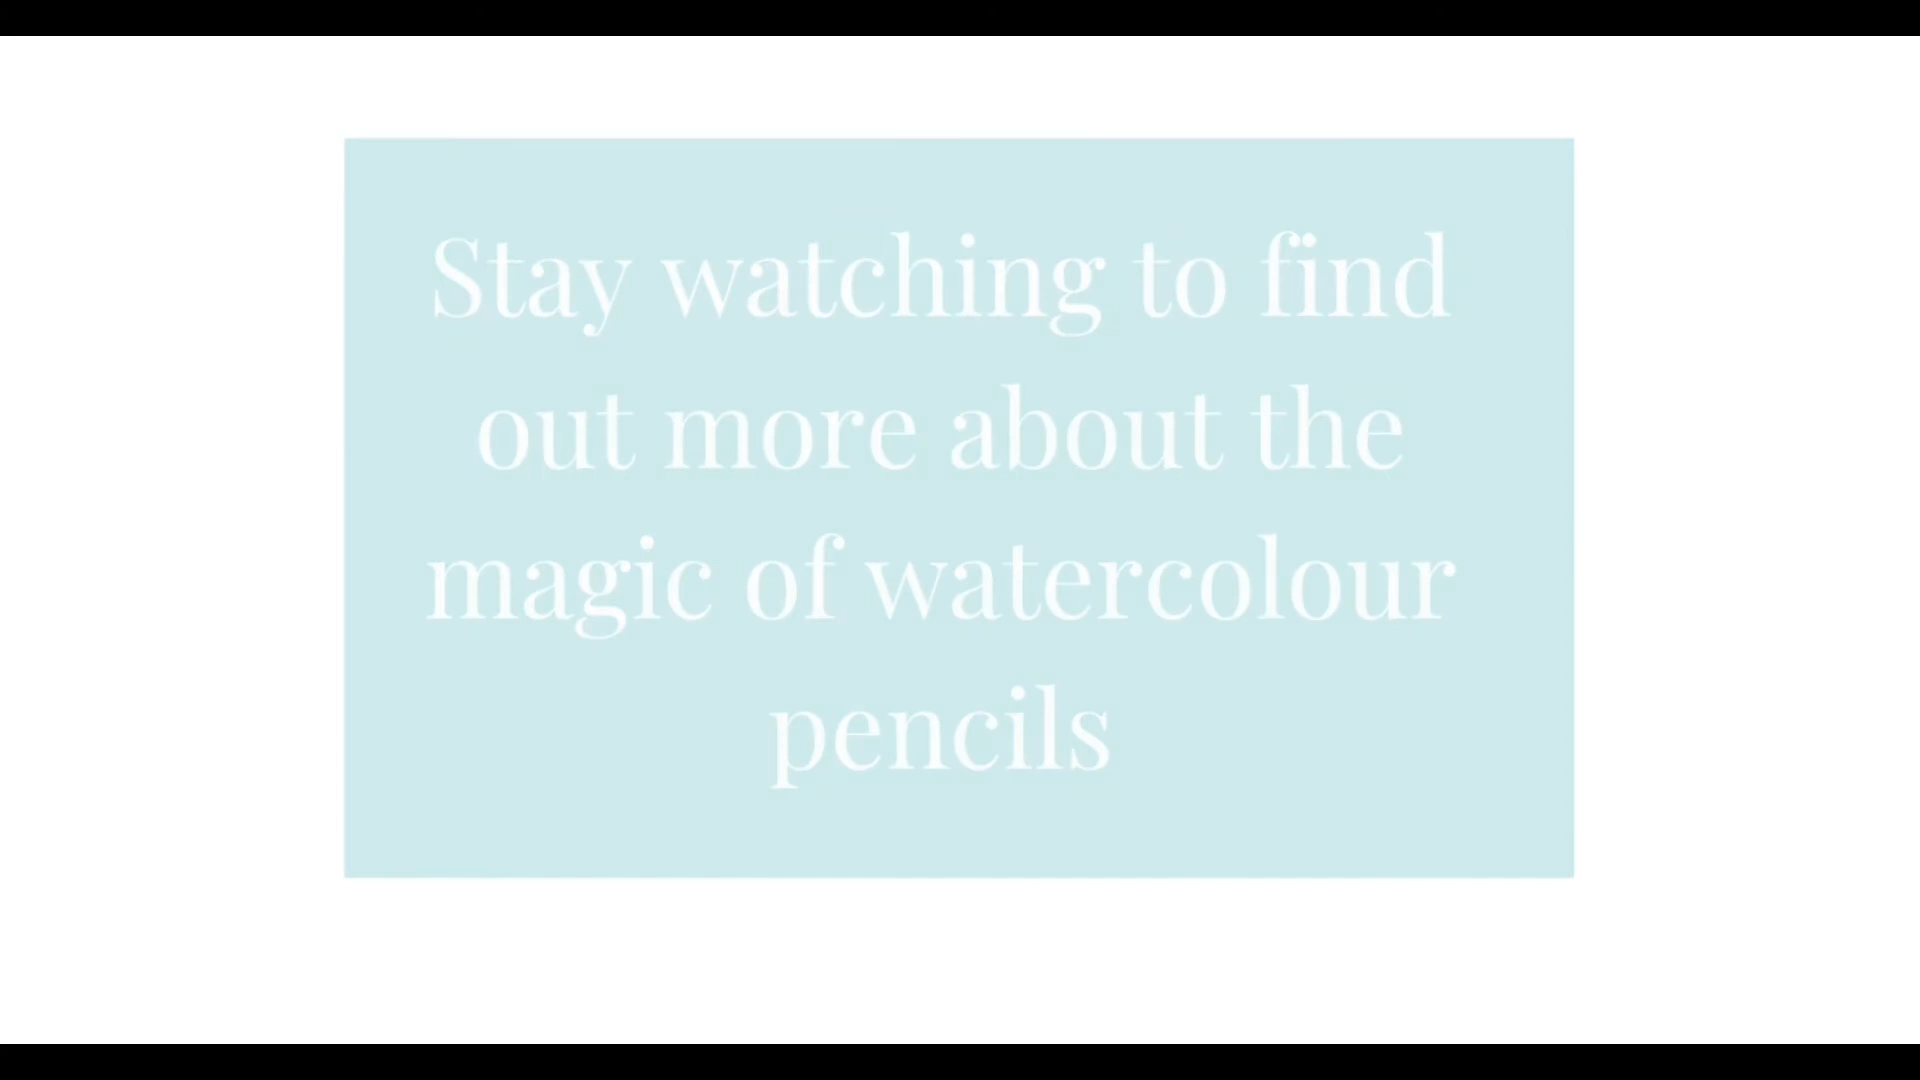 Stay watching to find
out more about the
magic of watercolour
pencils